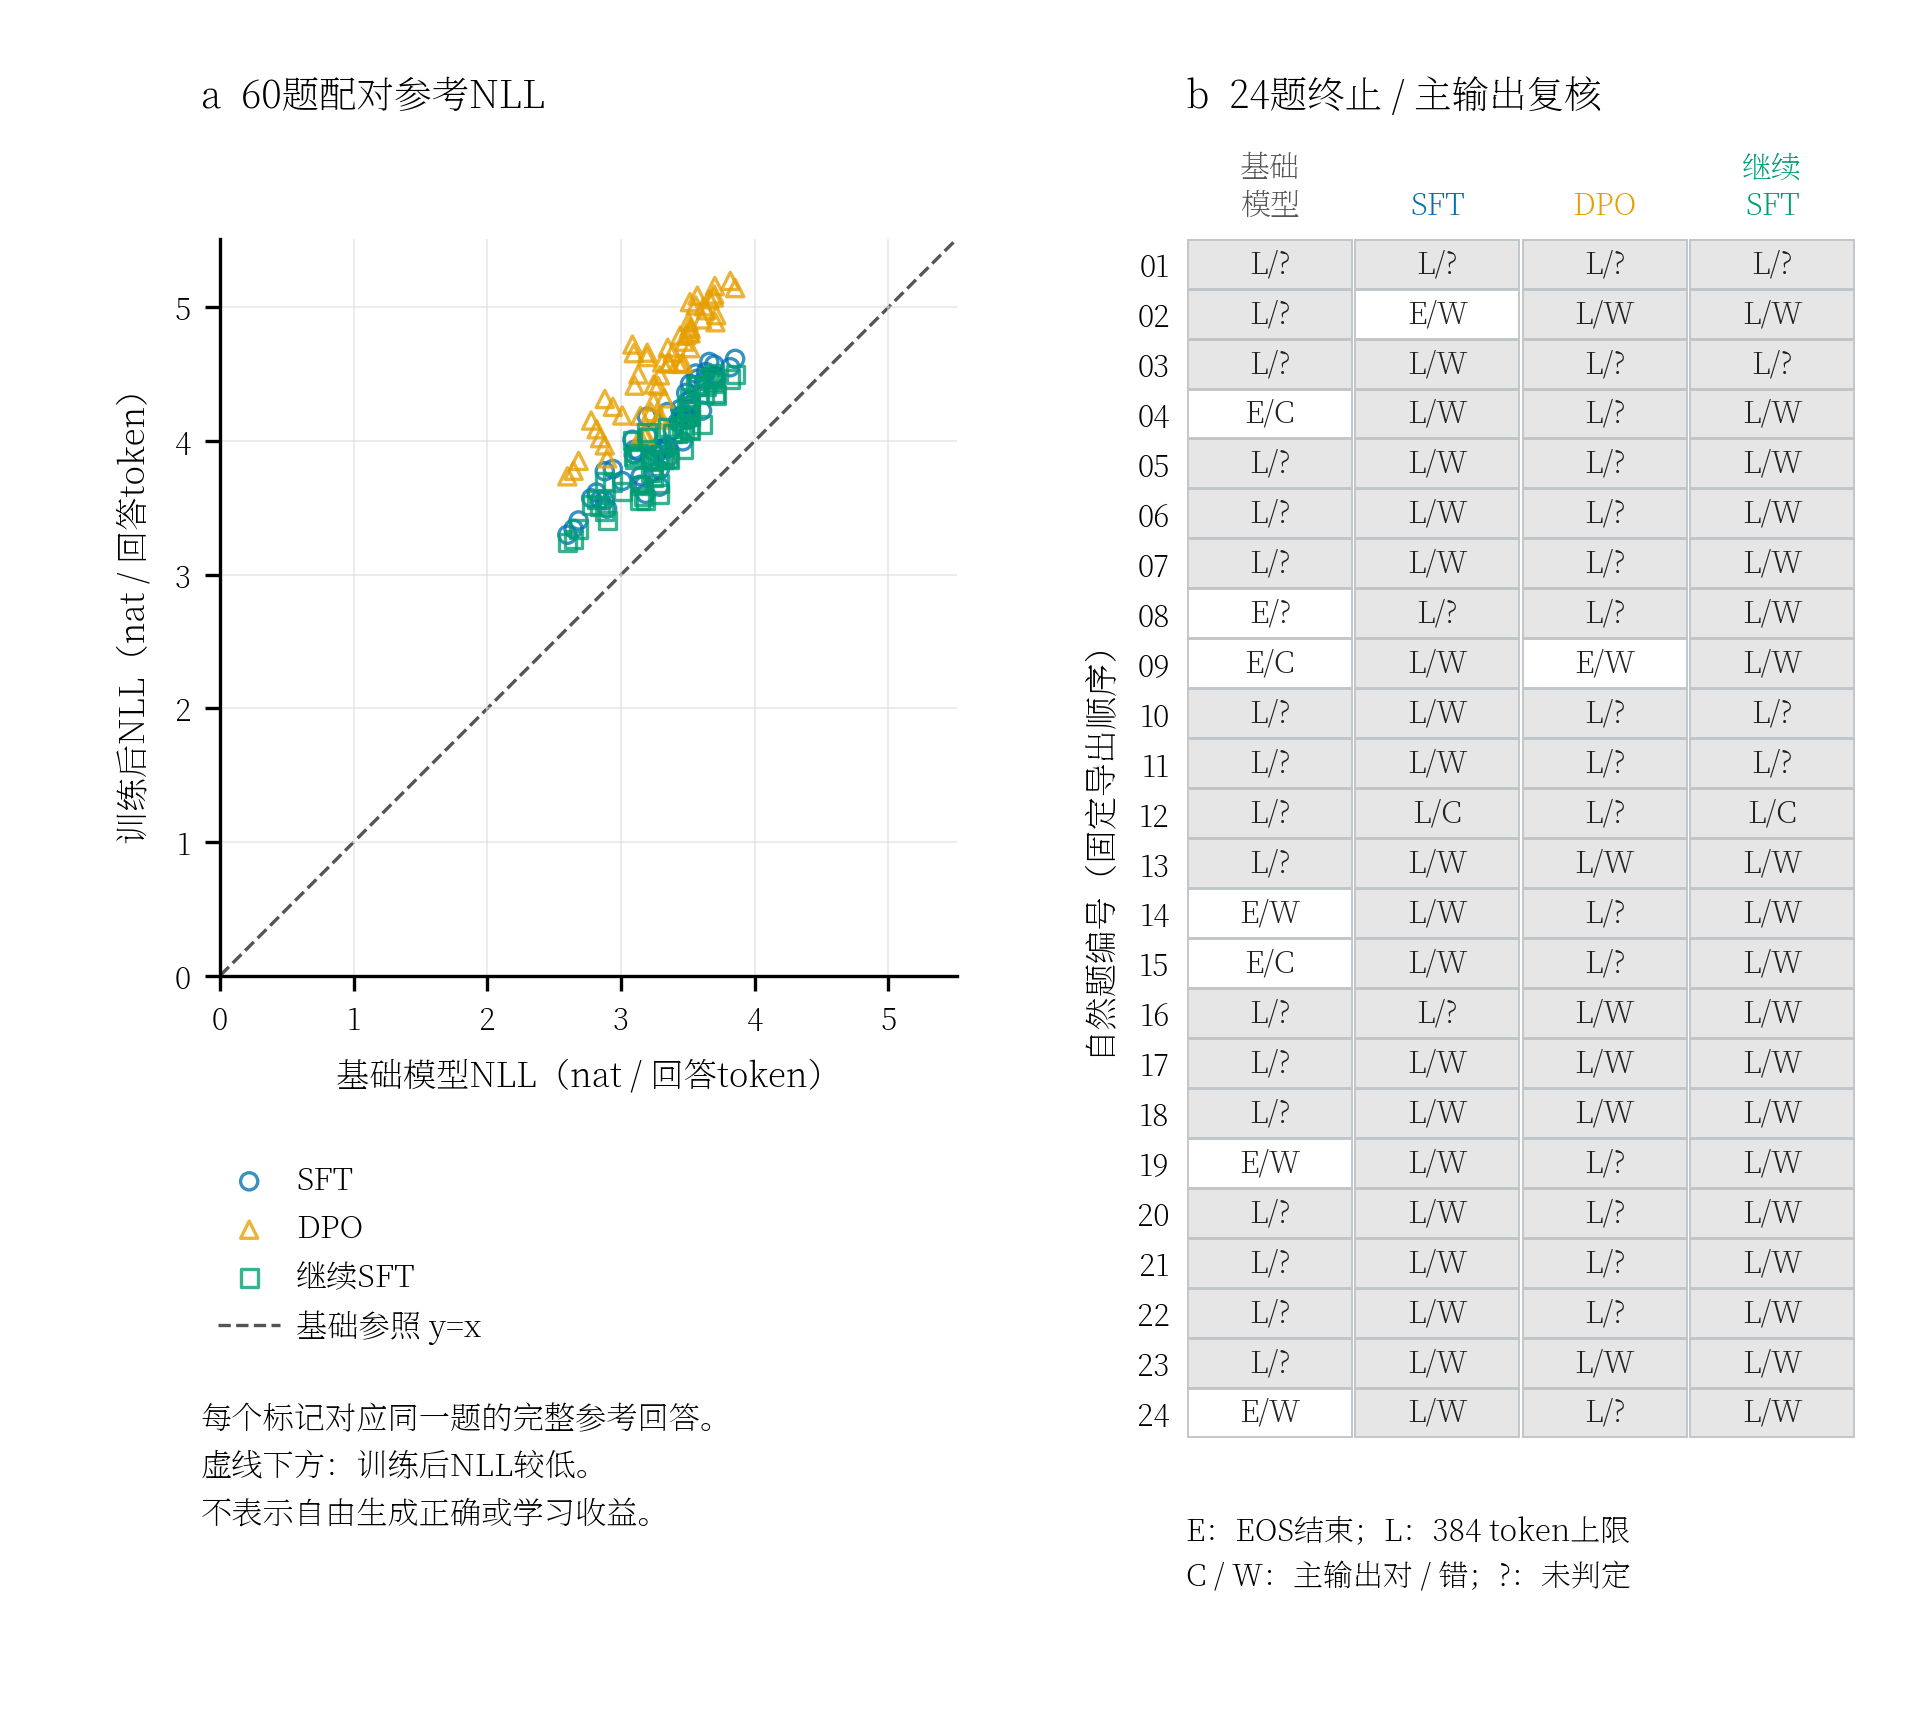 a 60题配对参考NLL
训练后NLL（nat / 回答token）
5
4
3
2
1
0
0 1 2 3 4 5
基础模型NLL（nat / 回答token）
SFT
DPO
继续SFT
基础参照 y=x
每个标记对应同一题的完整参考回答。
虚线下方：训练后NLL较低。
不表示自由生成正确或学习收益。
b 24题终止 / 主输出复核
基础
模型
SFT
DPO
继续
SFT
自然题编号（固定导出顺序）
01 L/? L/? L/? L/?
02 L/? E/W L/W L/W
03 L/? L/W L/? L/?
04 E/C L/W L/? L/W
05 L/? L/W L/? L/W
06 L/? L/W L/? L/W
07 L/? L/W L/? L/W
08 E/? L/? L/? L/W
09 E/C L/W E/W L/W
10 L/? L/W L/? L/?
11 L/? L/W L/? L/?
12 L/? L/C L/? L/C
13 L/? L/W L/W L/W
14 E/W L/W L/? L/W
15 E/C L/W L/? L/W
16 L/? L/? L/W L/W
17 L/? L/W L/W L/W
18 L/? L/W L/W L/W
19 E/W L/W L/? L/W
20 L/? L/W L/? L/W
21 L/? L/W L/? L/W
22 L/? L/W L/? L/W
23 L/? L/W L/W L/W
24 E/W L/W L/? L/W
E：EOS结束；L：384 token上限
C / W：主输出对 / 错；?：未判定